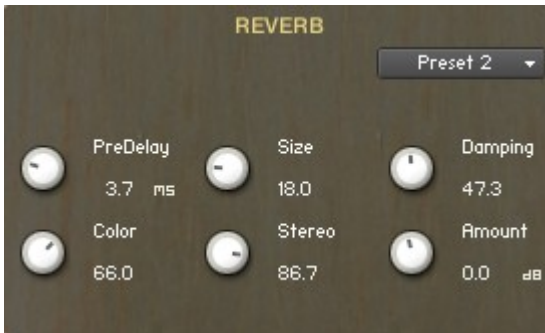 REVERB
Preset 2
PreDelay Size Damping
3.7 ms 18.0 47.3
Color Stereo Amount
66.0 86.7 0.0 dB